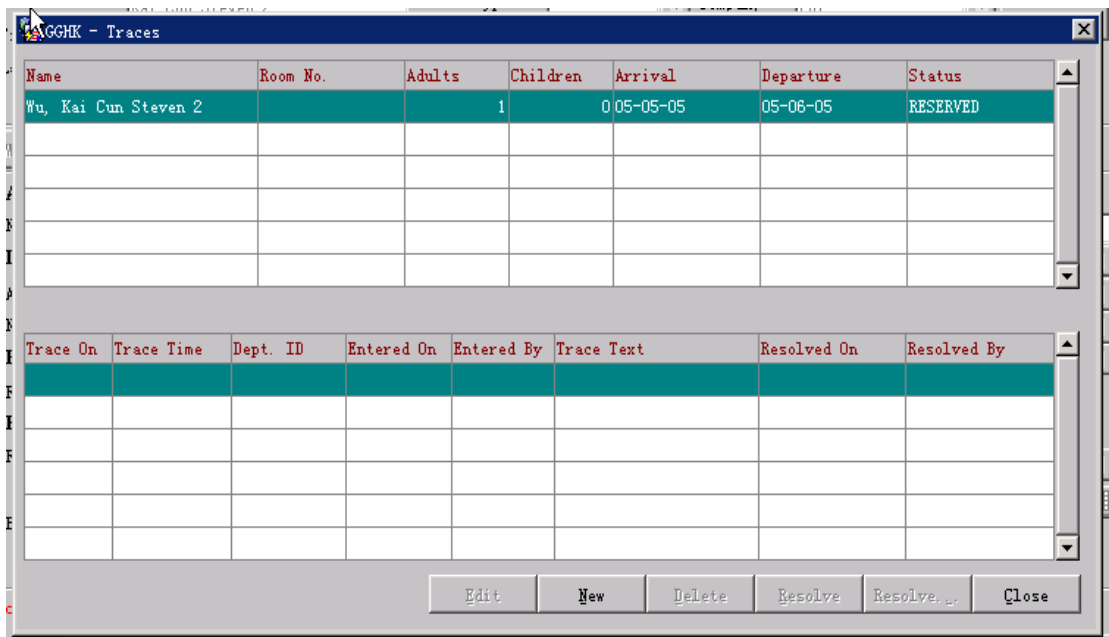 GGHK - Traces
Name Room No. Adults Children Arrival Departure Status
Wu, Kai Cun Steven 2 1 0 05-05-05 05-06-05 RESERVED
Trace On Trace Time Dept. ID Entered On Entered By Trace Text Resolved On Resolved By
Edit New Delete Resolve Resolve... Close